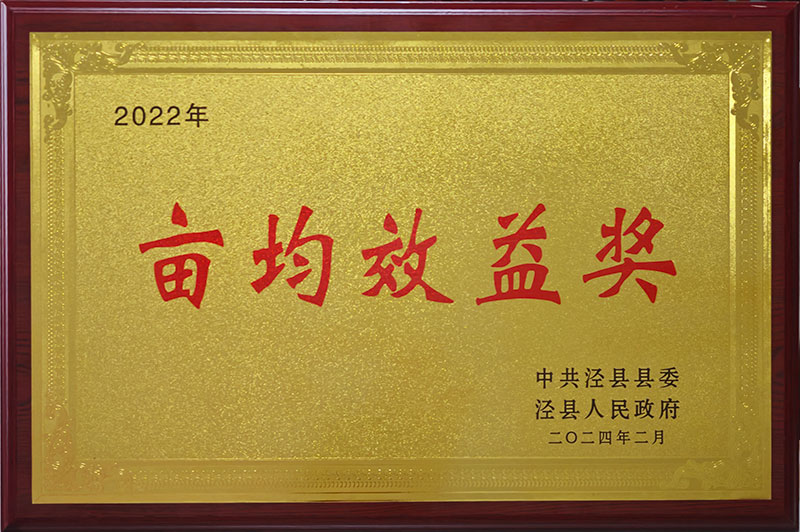 2022年
亩均效益奖
中共泾县县委
泾县人民政府
二〇二四年二月